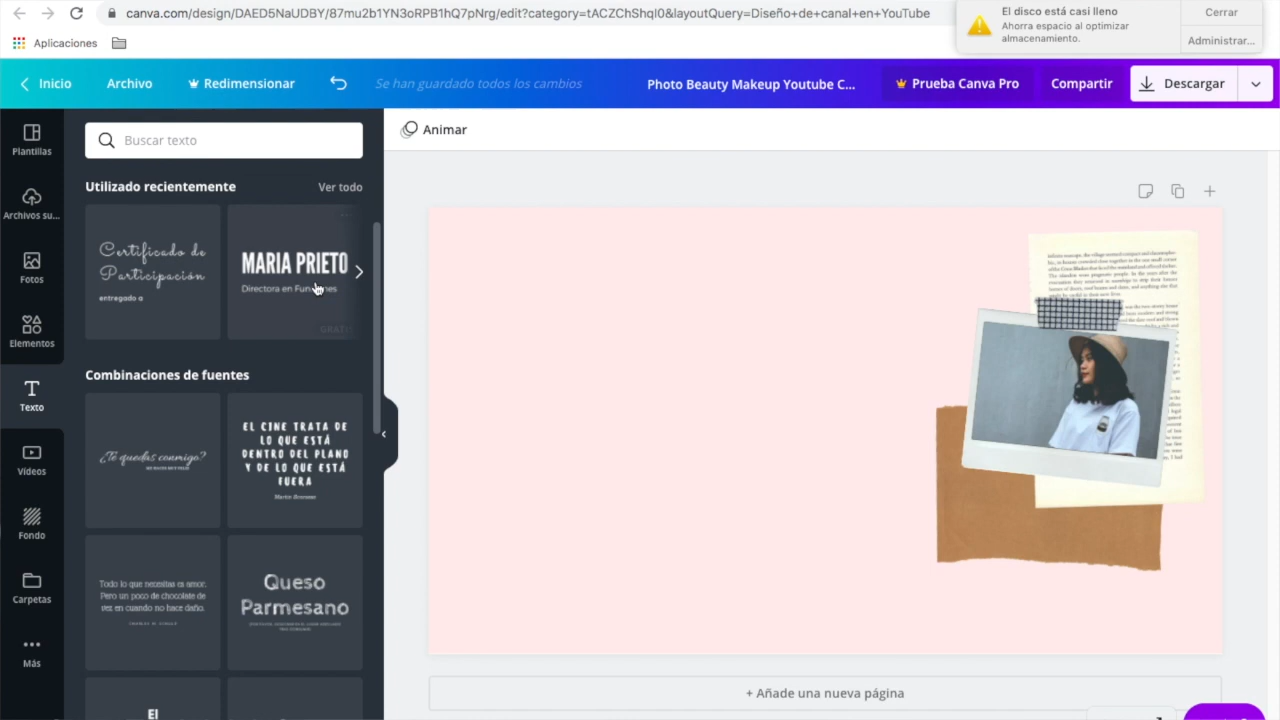 canva.com/design/DAED5NaUDBY/87mu2b1YN3oRPB1hQ7pNrg/edit?category=tACZChShqI0&layoutQuery=Diseño+de+canal+en+YouTube
El disco está casi lleno
Ahorra espacio al optimizar
almacenamiento.
Cerrar
Administrar...
Aplicaciones
Inicio
Archivo
Redimensionar
Se han guardado todos los cambios
Photo Beauty Makeup Youtube C...
Prueba Canva Pro
Compartir
Descargar
Plantillas
Archivos su...
Fotos
Elementos
Texto
Vídeos
Fondo
Carpetas
Más
Buscar texto
Utilizado recientemente
Ver todo
Certificado de
Participación
entregado a
MARIA PRIETO
Directora en
GRATIS
Combinaciones de fuentes
¿Te quedas conmigo?
EL CINE TRATA DE
LO QUE ESTÁ
DENTRO DEL PLANO
Y DE LO QUE ESTÁ
FUERA
Todo lo que necesitas es amor.
Pero un poco de chocolate de
vez en cuando no hace daño.
Queso
Parmesano
El
Animar
+ Añade una nueva página